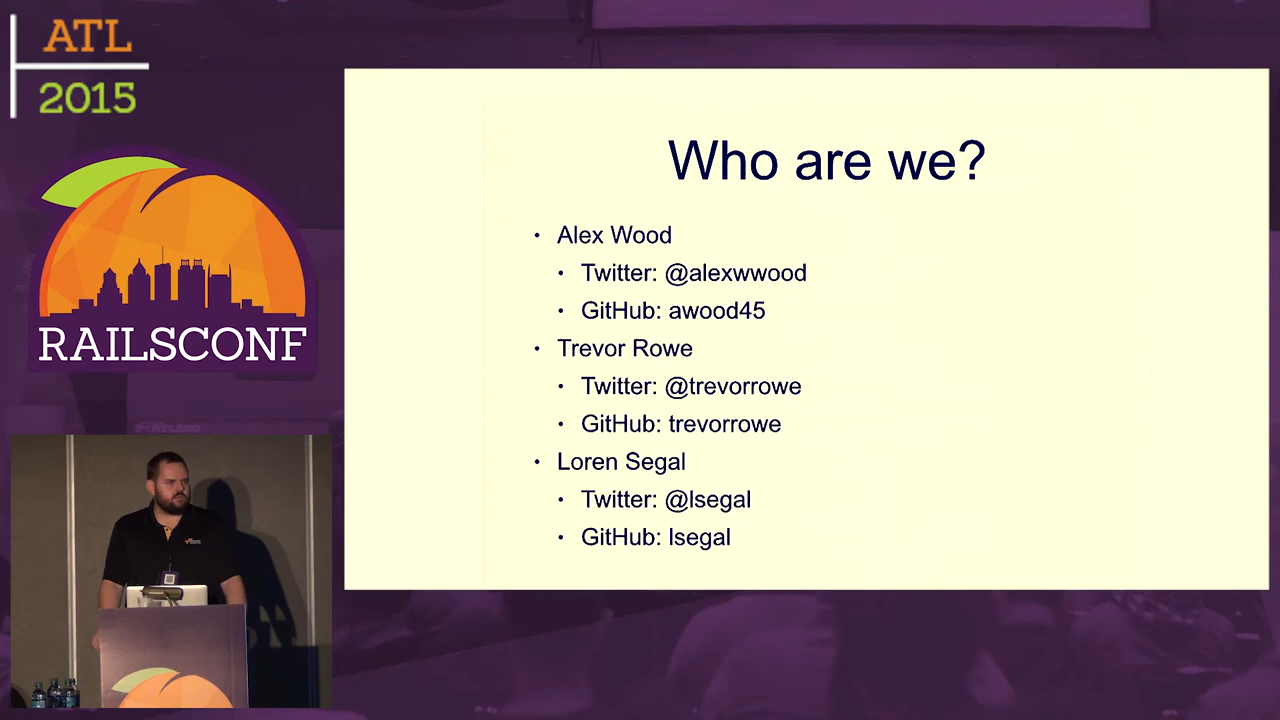 ATL
2015
RAILSCONF
Who are we?
• Alex Wood
• Twitter: @alexwwood
• GitHub: awood45
• Trevor Rowe
• Twitter: @trevorrowe
• GitHub: trevorrowe
• Loren Segal
• Twitter: @lsegal
• GitHub: lsegal